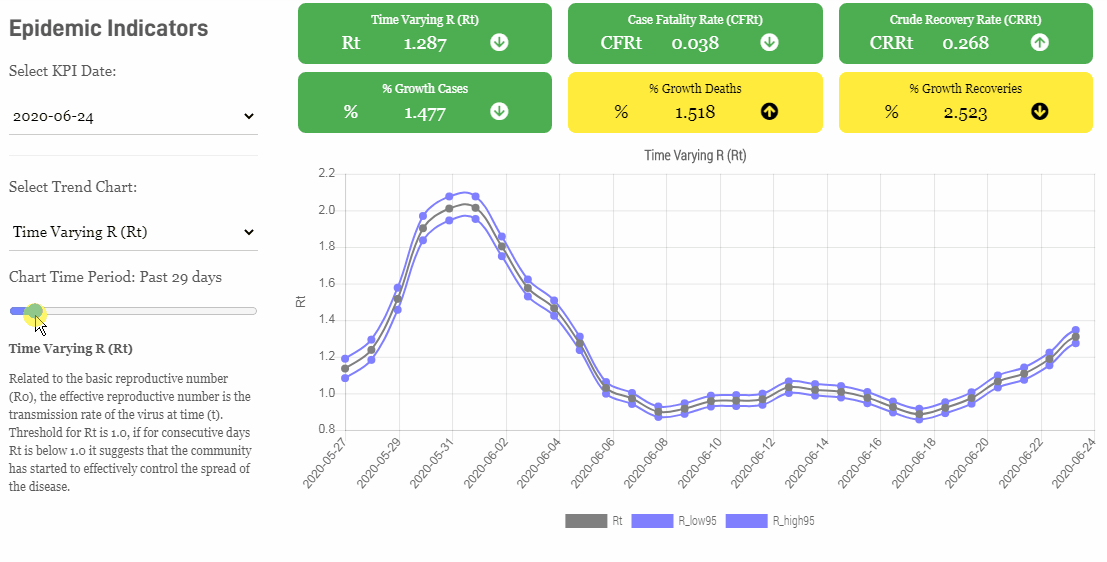 Epidemic Indicators
Select KPI Date:
2020-06-24
Select Trend Chart:
Time Varying R (Rt)
Chart Time Period: Past 29 days
Time Varying R (Rt)
Related to the basic reproductive number
(R0), the effective reproductive number is the
transmission rate of the virus at time (t).
Threshold for Rt is 1.0, if for consecutive days
Rt is below 1.0 it suggests that the community
has started to effectively control the spread of
the disease.
Time Varying R (Rt)
Rt 1.287
Case Fatality Rate (CFRt)
CFRt 0.038
Crude Recovery Rate (CRRt)
CRRt 0.268
% Growth Cases
% 1.477
% Growth Deaths
% 1.518
% Growth Recoveries
% 2.523
Time Varying R (Rt)
Rt
2.2
2.0
1.8
1.6
1.4
1.2
1.0
0.8
2020-05-27
2020-05-29
2020-05-31
2020-06-02
2020-06-04
2020-06-06
2020-06-08
2020-06-10
2020-06-12
2020-06-14
2020-06-16
2020-06-18
2020-06-20
2020-06-22
2020-06-24
Rt R_low95 R_high95